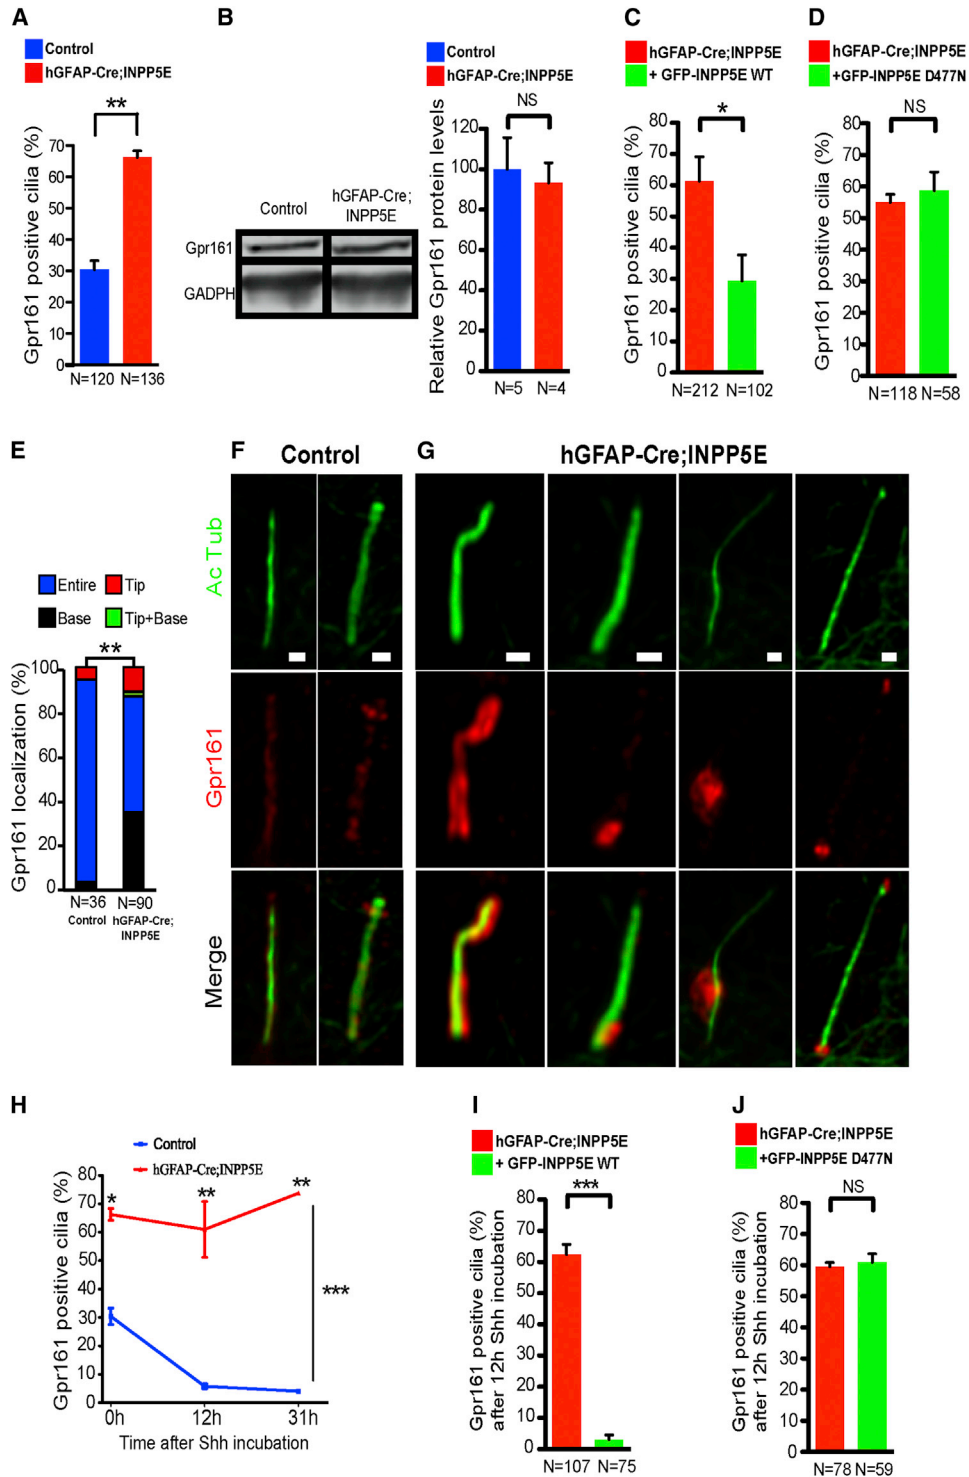 A
Control
hGFAP-Cre;INPP5E
**
Gpr161 positive cilia (%)
70
60
50
40
30
20
10
0
N=120 N=136
B
Control
hGFAP-Cre;
INPP5E
Gpr161
GADPH
Control
hGFAP-Cre;INPP5E
NS
Relative Gpr161 protein levels
120
100
80
60
40
20
0
N=5 N=4
C
hGFAP-Cre;INPP5E
+ GFP-INPP5E WT
*
Gpr161 positive cilia (%)
80
70
60
50
40
30
20
10
0
N=212 N=102
D
hGFAP-Cre;INPP5E
+GFP-INPP5E D477N
NS
Gpr161 positive cilia (%)
80
70
60
50
40
30
20
10
0
N=118 N=58
E
Entire Tip
Base Tip+Base
**
Gpr161 localization (%)
100
80
60
40
20
0
N=36 N=90
Control hGFAP-Cre;
INPP5E
F
Control
G
hGFAP-Cre;INPP5E
Ac Tub
Gpr161
Merge
H
Control
hGFAP-Cre;INPP5E
Gpr161 positive cilia (%)
80
70
60
50
40
30
20
10
0
* ** **
***
0h 12h 31h
Time after Shh incubation
I
hGFAP-Cre;INPP5E
+ GFP-INPP5E WT
***
Gpr161 positive cilia (%)
after 12h Shh incubation
80
70
60
50
40
30
20
10
0
N=107 N=75
J
hGFAP-Cre;INPP5E
+GFP-INPP5E D477N
NS
Gpr161 positive cilia (%)
after 12h Shh incubation
80
70
60
50
40
30
20
10
0
N=78 N=59